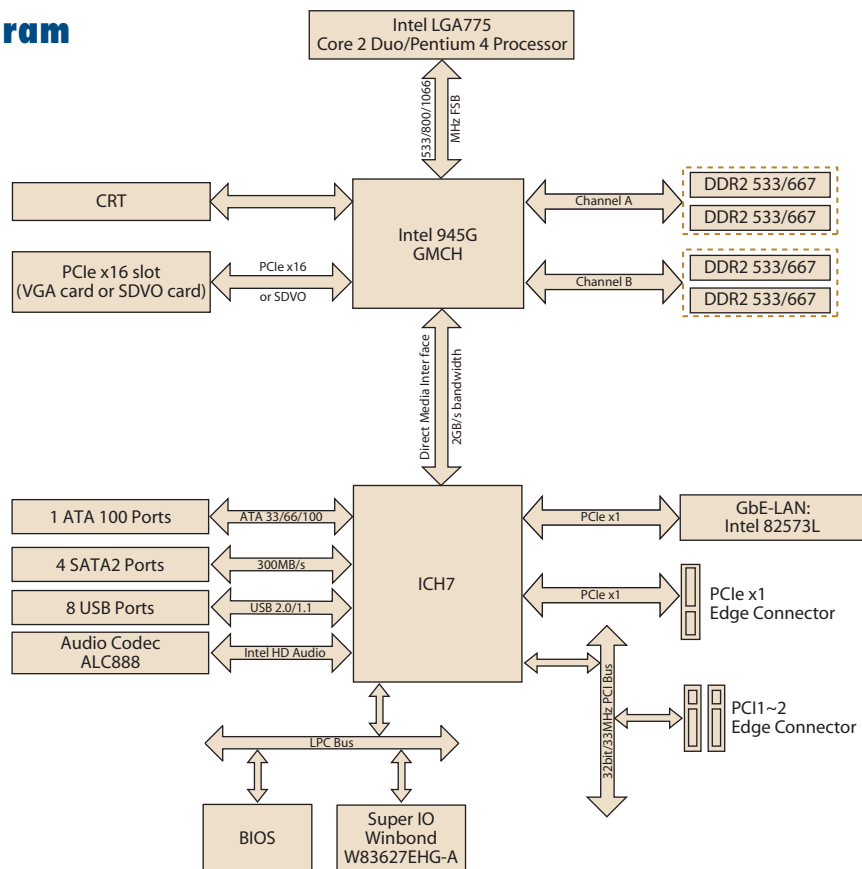 ram
Intel LGA775
Core 2 Duo/Pentium 4 Processor
533/800/1066
MHz FSB
CRT
Intel 945G
GMCH
Channel A
DDR2 533/667
DDR2 533/667
PCIe x16 slot
(VGA card or SDVO card)
PCIe x16
or SDVO
Channel B
DDR2 533/667
DDR2 533/667
Direct Media Interface
2GB/s bandwidth
1 ATA 100 Ports
ATA 33/66/100
4 SATA2 Ports
300MB/s
8 USB Ports
USB 2.0/1.1
Audio Codec
ALC888
Intel HD Audio
ICH7
PCIe x1
GbE-LAN:
Intel 82573L
PCIe x1
PCIe x1
Edge Connector
32bit/33MHz PCI Bus
PCI1~2
Edge Connector
LPC Bus
BIOS
Super IO
Winbond
W83627EHG-A